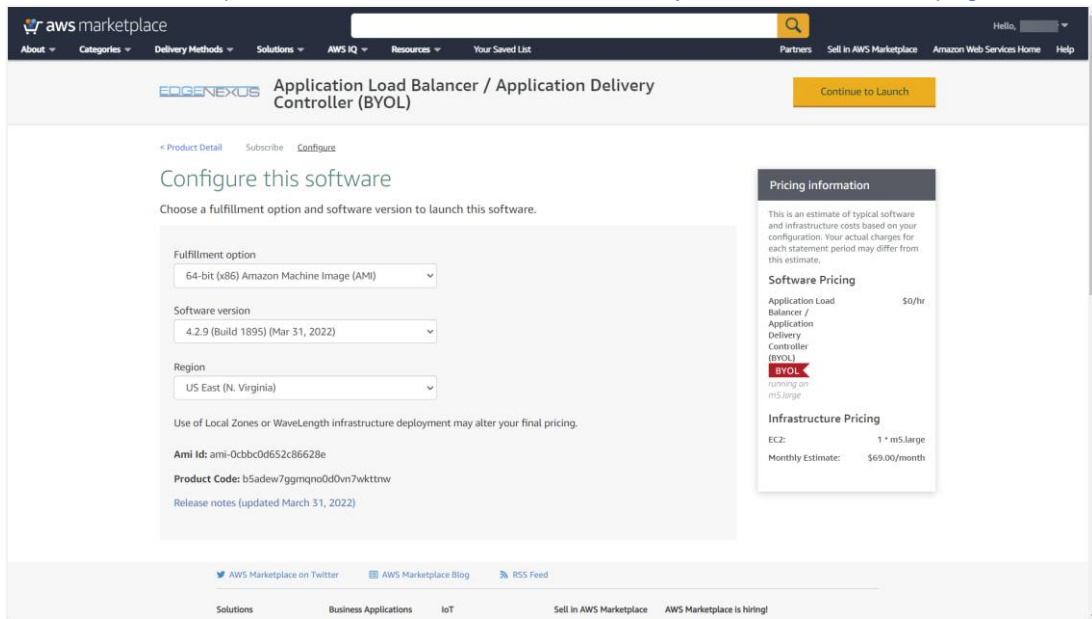 aws marketplace
Hello,
About
Categories
Delivery Methods
Solutions
AWS IQ
Resources
Your Saved List
Partners
Sell in AWS Marketplace
Amazon Web Services Home
Help
EDGENEXUS
Application Load Balancer / Application Delivery
Controller (BYOL)
Continue to Launch
< Product Detail
Subscribe
Configure
Configure this software
Choose a fulfillment option and software version to launch this software.
Fulfillment option
64-bit (x86) Amazon Machine Image (AMI)
Software version
4.2.9 (Build 1895) (Mar 31, 2022)
Region
US East (N. Virginia)
Use of Local Zones or WaveLength infrastructure deployment may alter your final pricing.
Ami Id: ami-0cbbc0d652c86628e
Product Code: b5adew7ggmqno0d0vn7wkttnw
Release notes (updated March 31, 2022)
Pricing information
This is an estimate of typical software
and infrastructure costs based on your
configuration. Your actual charges for
each statement period may differ from
this estimate.
Software Pricing
Application Load $0/hr
Balancer /
Application
Delivery
Controller
(BYOL)
BYOL
running on
m5.large
Infrastructure Pricing
EC2: 1 * m5.large
Monthly Estimate: $69.00/month
AWS Marketplace on Twitter
AWS Marketplace Blog
RSS Feed
Solutions
Business Applications
IoT
Sell in AWS Marketplace
AWS Marketplace is hiring!